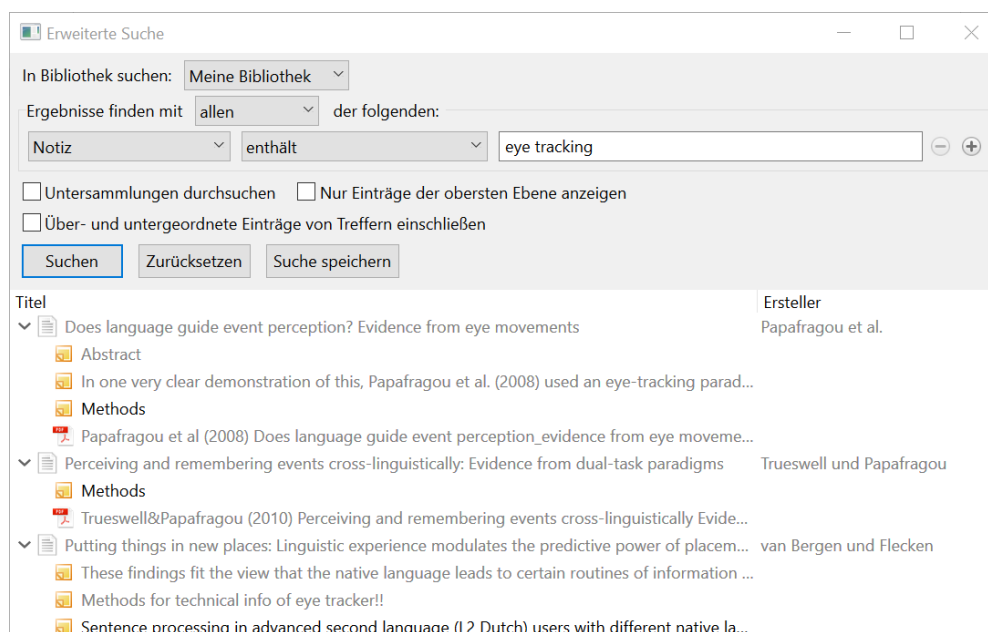 Erweiterte Suche
In Bibliothek suchen: Meine Bibliothek
Ergebnisse finden mit allen der folgenden:
Notiz enthält eye tracking
Untersammlungen durchsuchen Nur Einträge der obersten Ebene anzeigen
Über- und untergeordnete Einträge von Treffern einschließen
Suchen Zurücksetzen Suche speichern
Titel Ersteller
Does language guide event perception? Evidence from eye movements Papafragou et al.
Abstract
In one very clear demonstration of this, Papafragou et al. (2008) used an eye-tracking parad...
Methods
Papafragou et al (2008) Does language guide event perception_evidence from eye moveme...
Perceiving and remembering events cross-linguistically: Evidence from dual-task paradigms Trueswell und Papafragou
Methods
Trueswell&Papafragou (2010) Perceiving and remembering events cross-linguistically Evide...
Putting things in new places: Linguistic experience modulates the predictive power of placem... van Bergen und Flecken
These findings fit the view that the native language leads to certain routines of information ...
Methods for technical info of eye tracker!!
Sentence processing in advanced second language (L2 Dutch) users with different native la...